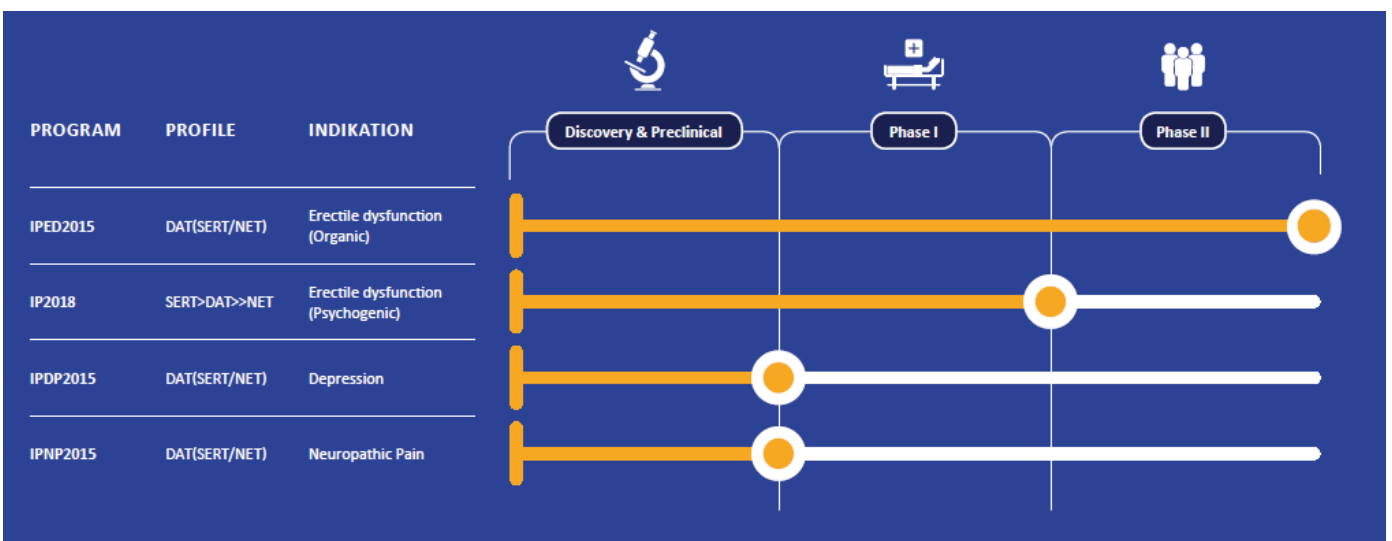 Discovery & Preclinical
Phase I
Phase II
PROGRAM PROFILE INDIKATION
IPED2015 DAT(SERT/NET) Erectile dysfunction
(Organic)
IP2018 SERT>DAT>>NET Erectile dysfunction
(Psychogenic)
IPDP2015 DAT(SERT/NET) Depression
IPNP2015 DAT(SERT/NET) Neuropathic Pain